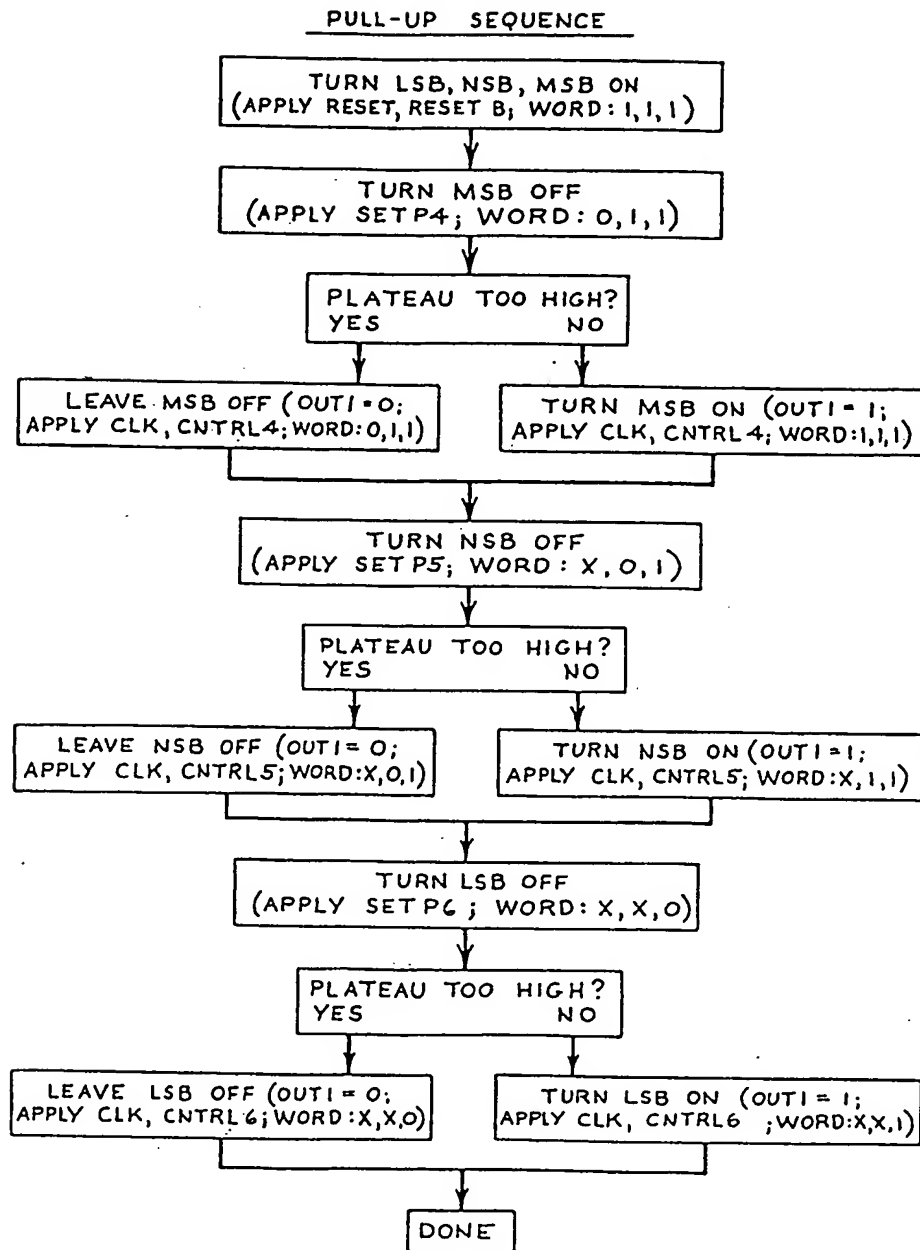 PULL-UP SEQUENCE
TURN LSB, NSB, MSB ON
(APPLY RESET, RESET B; WORD: 1,1,1)
TURN MSB OFF
(APPLY SETP4; WORD: 0,1,1)
PLATEAU TOO HIGH?
YES NO
LEAVE MSB OFF (OUT1=0;
APPLY CLK, CNTRL4; WORD:0,1,1)
TURN MSB ON (OUT1 = 1;
APPLY CLK, CNTRL4; WORD:1,1,1)
TURN NSB OFF
(APPLY SETP5; WORD: X,0,1)
PLATEAU TOO HIGH?
YES NO
LEAVE NSB OFF (OUT1=0;
APPLY CLK, CNTRL5; WORD:X,0,1)
TURN NSB ON (OUT1=1;
APPLY CLK, CNTRL5; WORD:X,1,1)
TURN LSB OFF
(APPLY SETP6; WORD: X,X,0)
PLATEAU TOO HIGH?
YES NO
LEAVE LSB OFF (OUT1=0;
APPLY CLK, CNTRL6; WORD:X,X,0)
TURN LSB ON (OUT1=1;
APPLY CLK, CNTRL6 ; WORD:X,X,1)
DONE